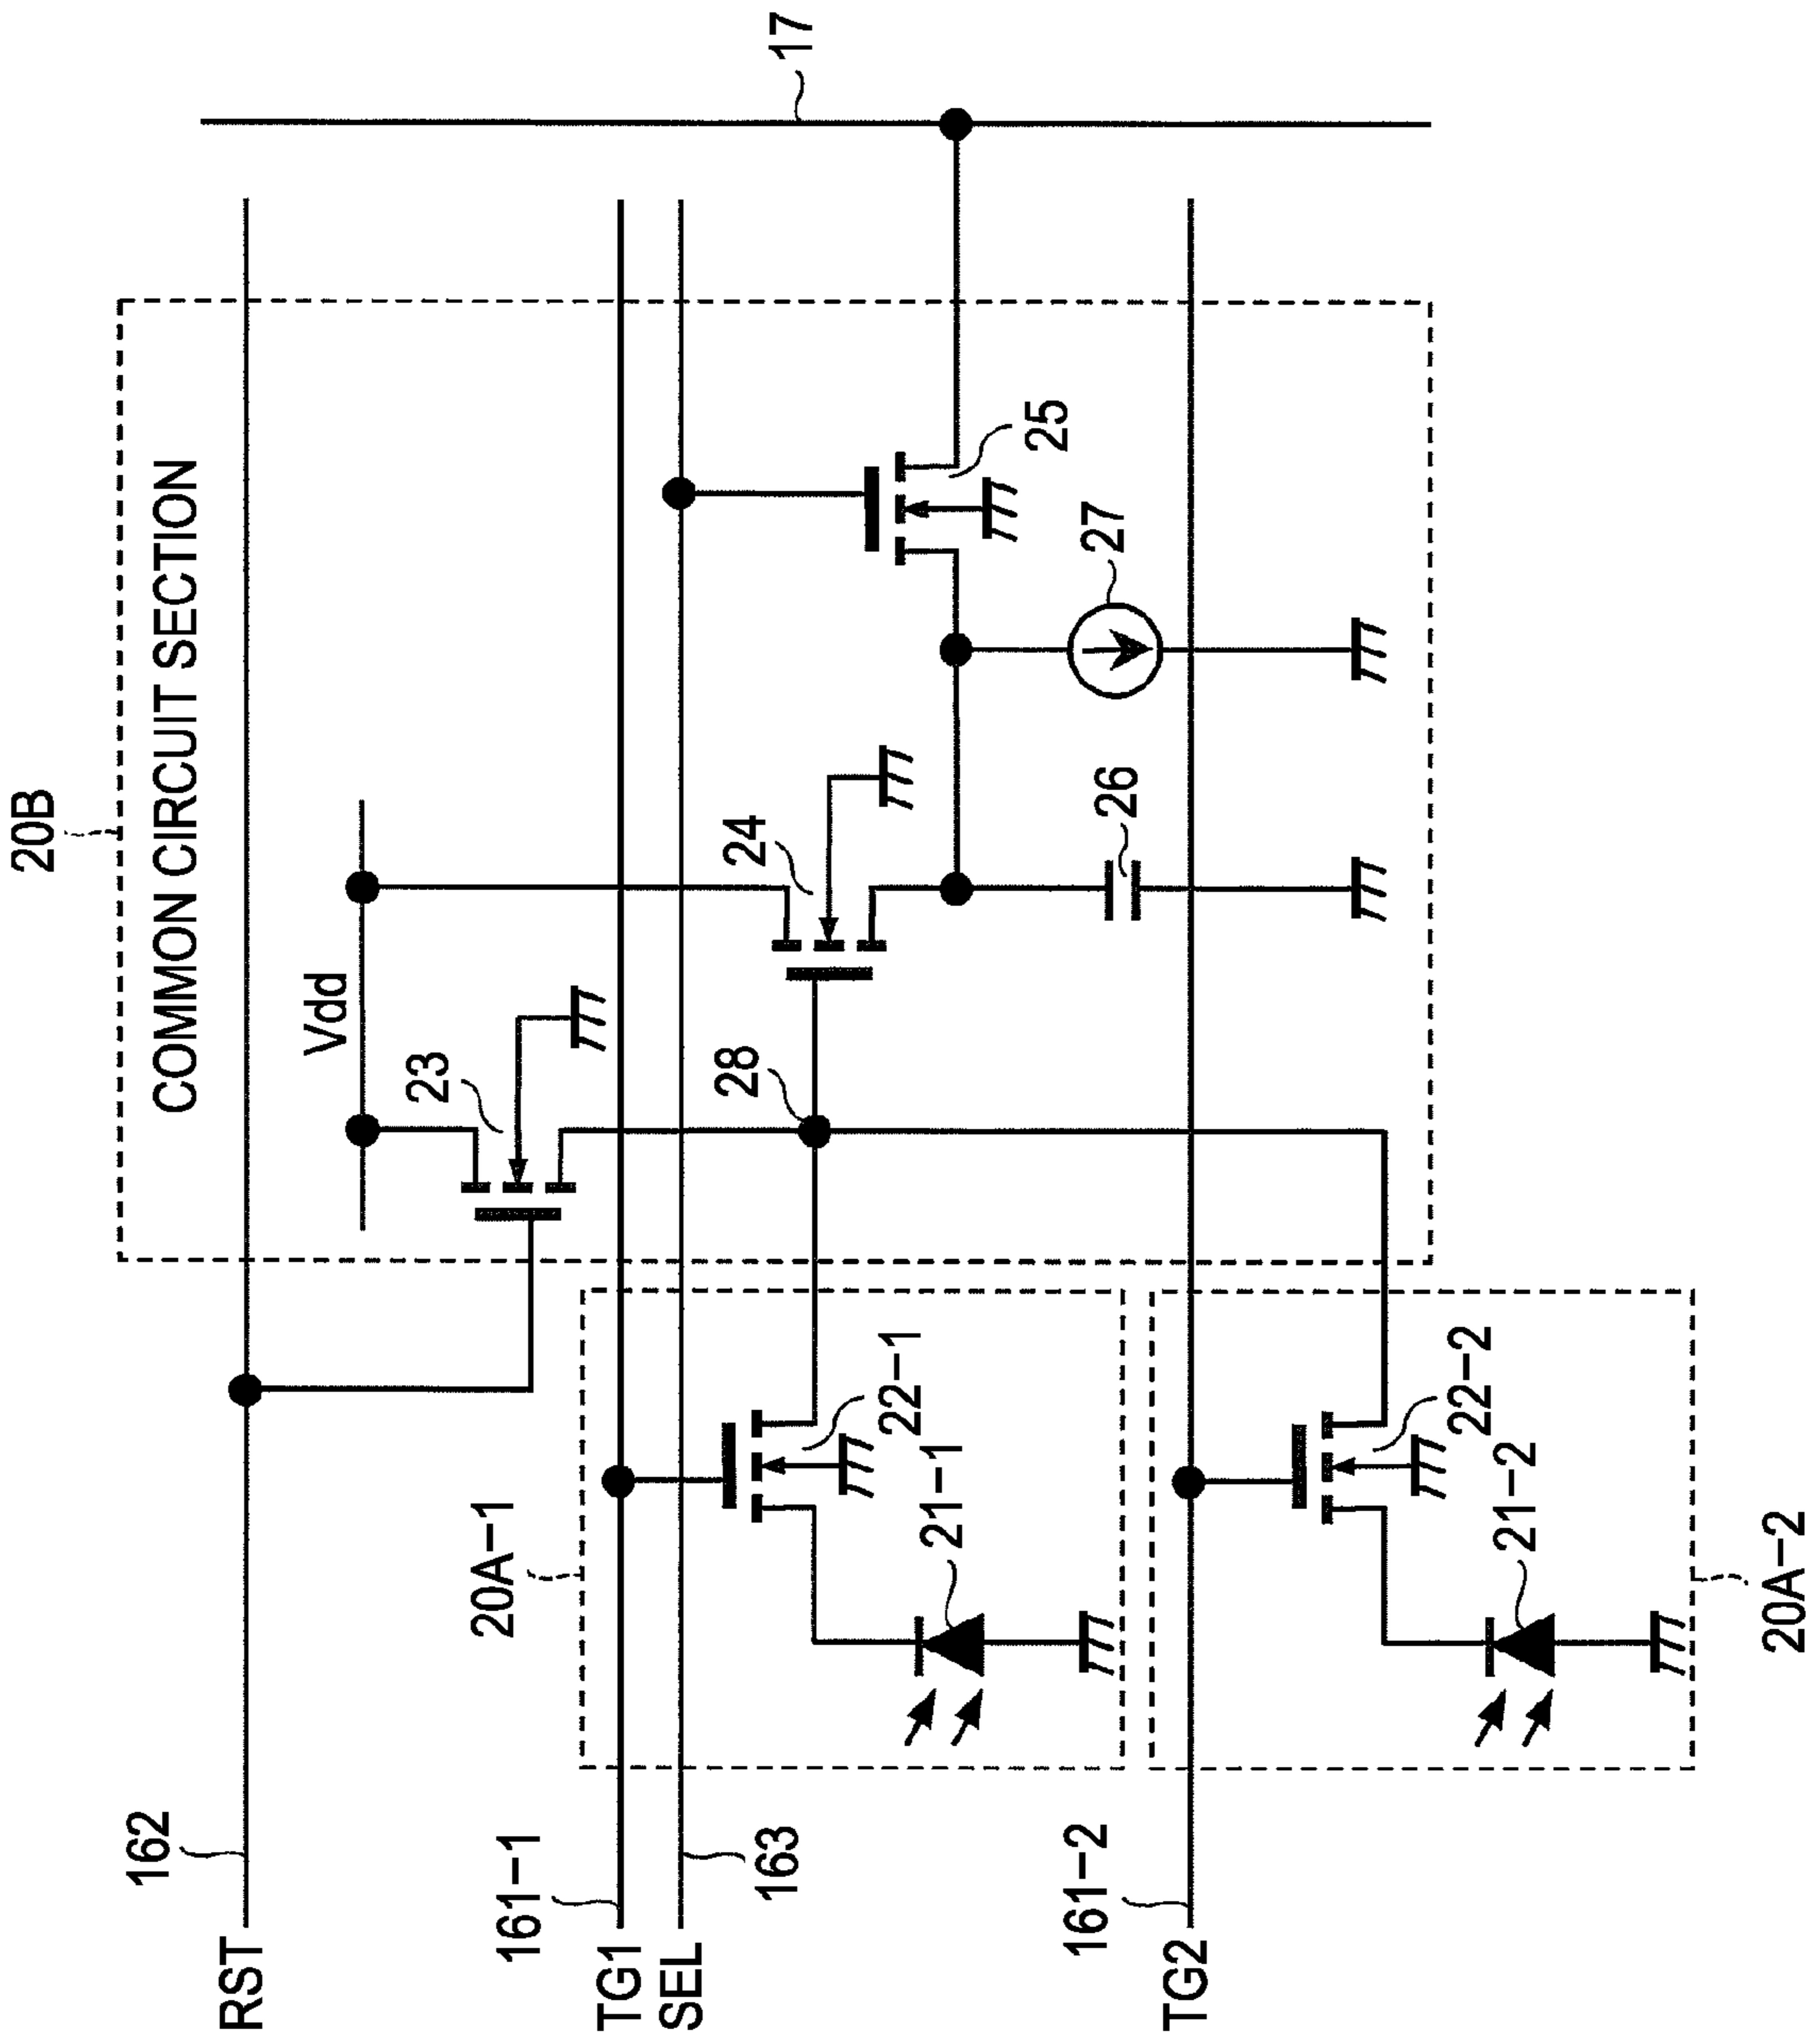 20B
COMMON CIRCUIT SECTION
17
162
RST
Vdd
23
24
25
28
26
27
161-1
TG1
SEL
163
20A-1
22-1
21-1
161-2
TG2
22-2
21-2
20A-2